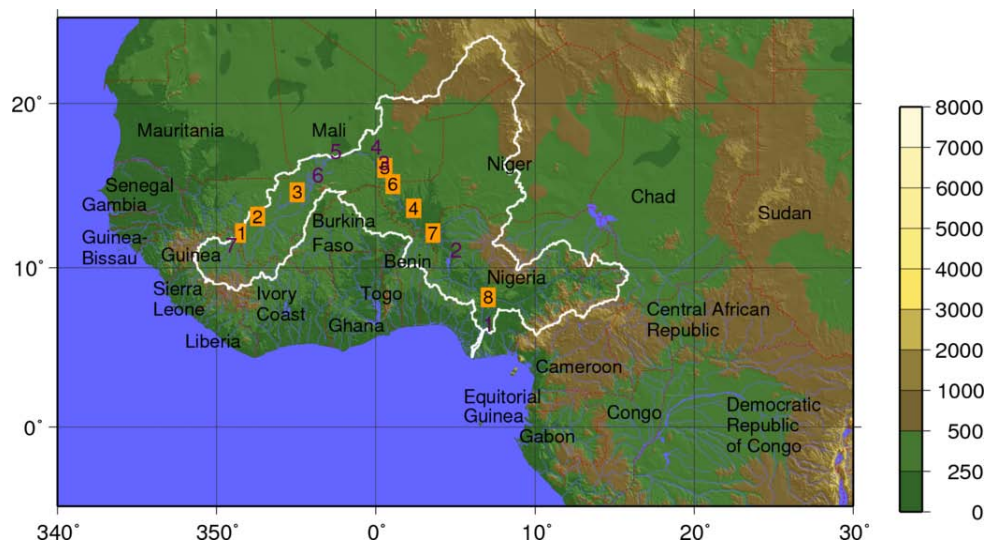 8000
20°
7000
Mauritania
Mali
5
4
3
5
6000
Niger
6
6
Senegal
3
Chad
5000
Gambia
2
4
Sudan
Burkina
Faso
4000
Guinea-
Bissau
1
7
7
2
Guinea
Benin
3000
10°
Nigeria
Sierra
Leone
Ivory
Coast
Togo
8
1
Central African
Republic
2000
Ghana
Liberia
Cameroon
1000
Equitorial
Guinea
Congo
Democratic
Republic
of Congo
500
0°
Gabon
250
0
340°
350°
0°
10°
20°
30°